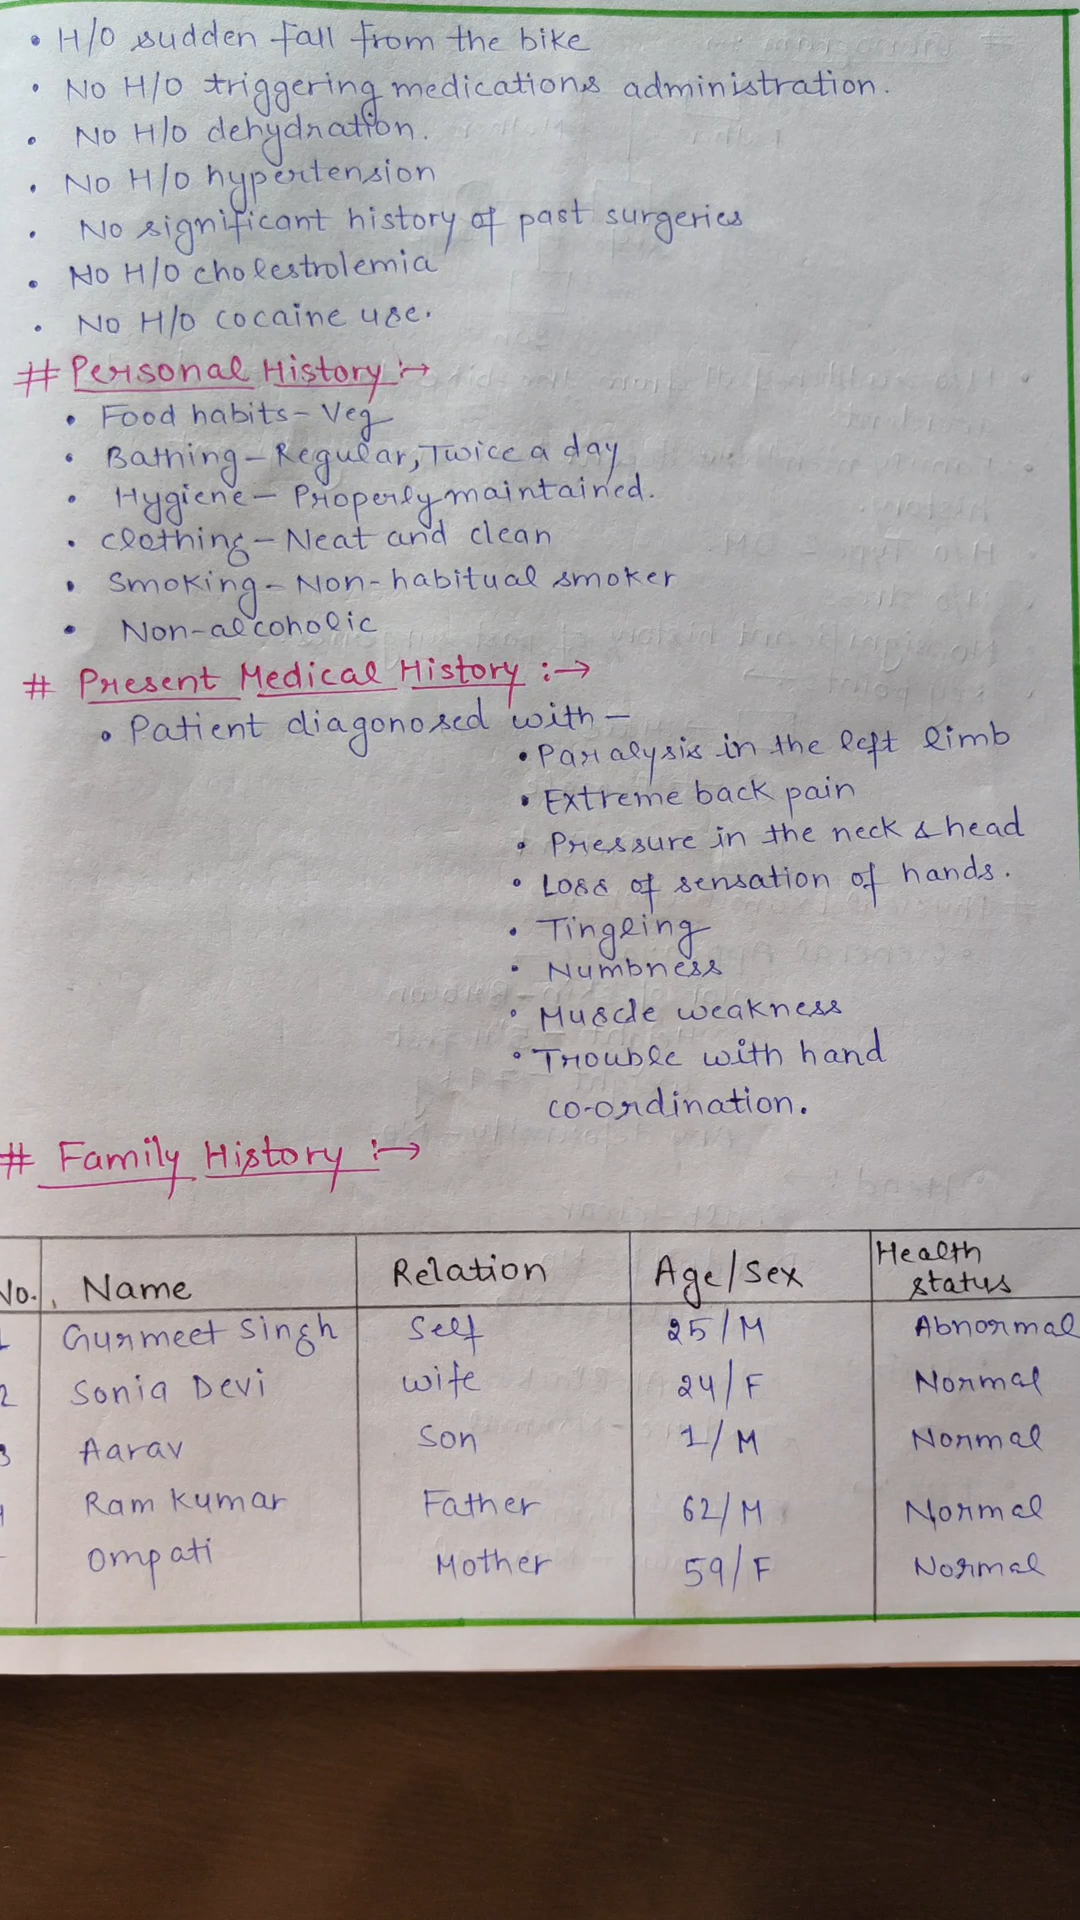 • H/O sudden fall from the bike
• No H/O triggering medications administration.
• No H/O dehydration.
• No H/O hypertension
• No significant history of past surgeries
• No H/O cholestrolemia
• No H/O cocaine use.
# Personal History :→
• Food habits - Veg
• Bathing - Regular, Twice a day
• Hygiene - Properly maintained.
• Clothing - Neat and clean
• Smoking - Non-habitual smoker
• Non-alcoholic
# Present Medical History :→
• Patient diagonosed with -
• Paralysis in the left limb
• Extreme back pain
• Pressure in the neck & head
• Loss of sensation of hands.
• Tingling
• Numbness
• Muscle weakness
• Trouble with hand
co-ordination.
# Family History :→
No. Name Relation Age/Sex Health status
1 Gurmeet Singh Self 25/M Abnormal
2 Sonia Devi wife 24/F Normal
3 Aarav Son 1/M Normal
Ram Kumar Father 62/M Normal
Ompati Mother 59/F Normal